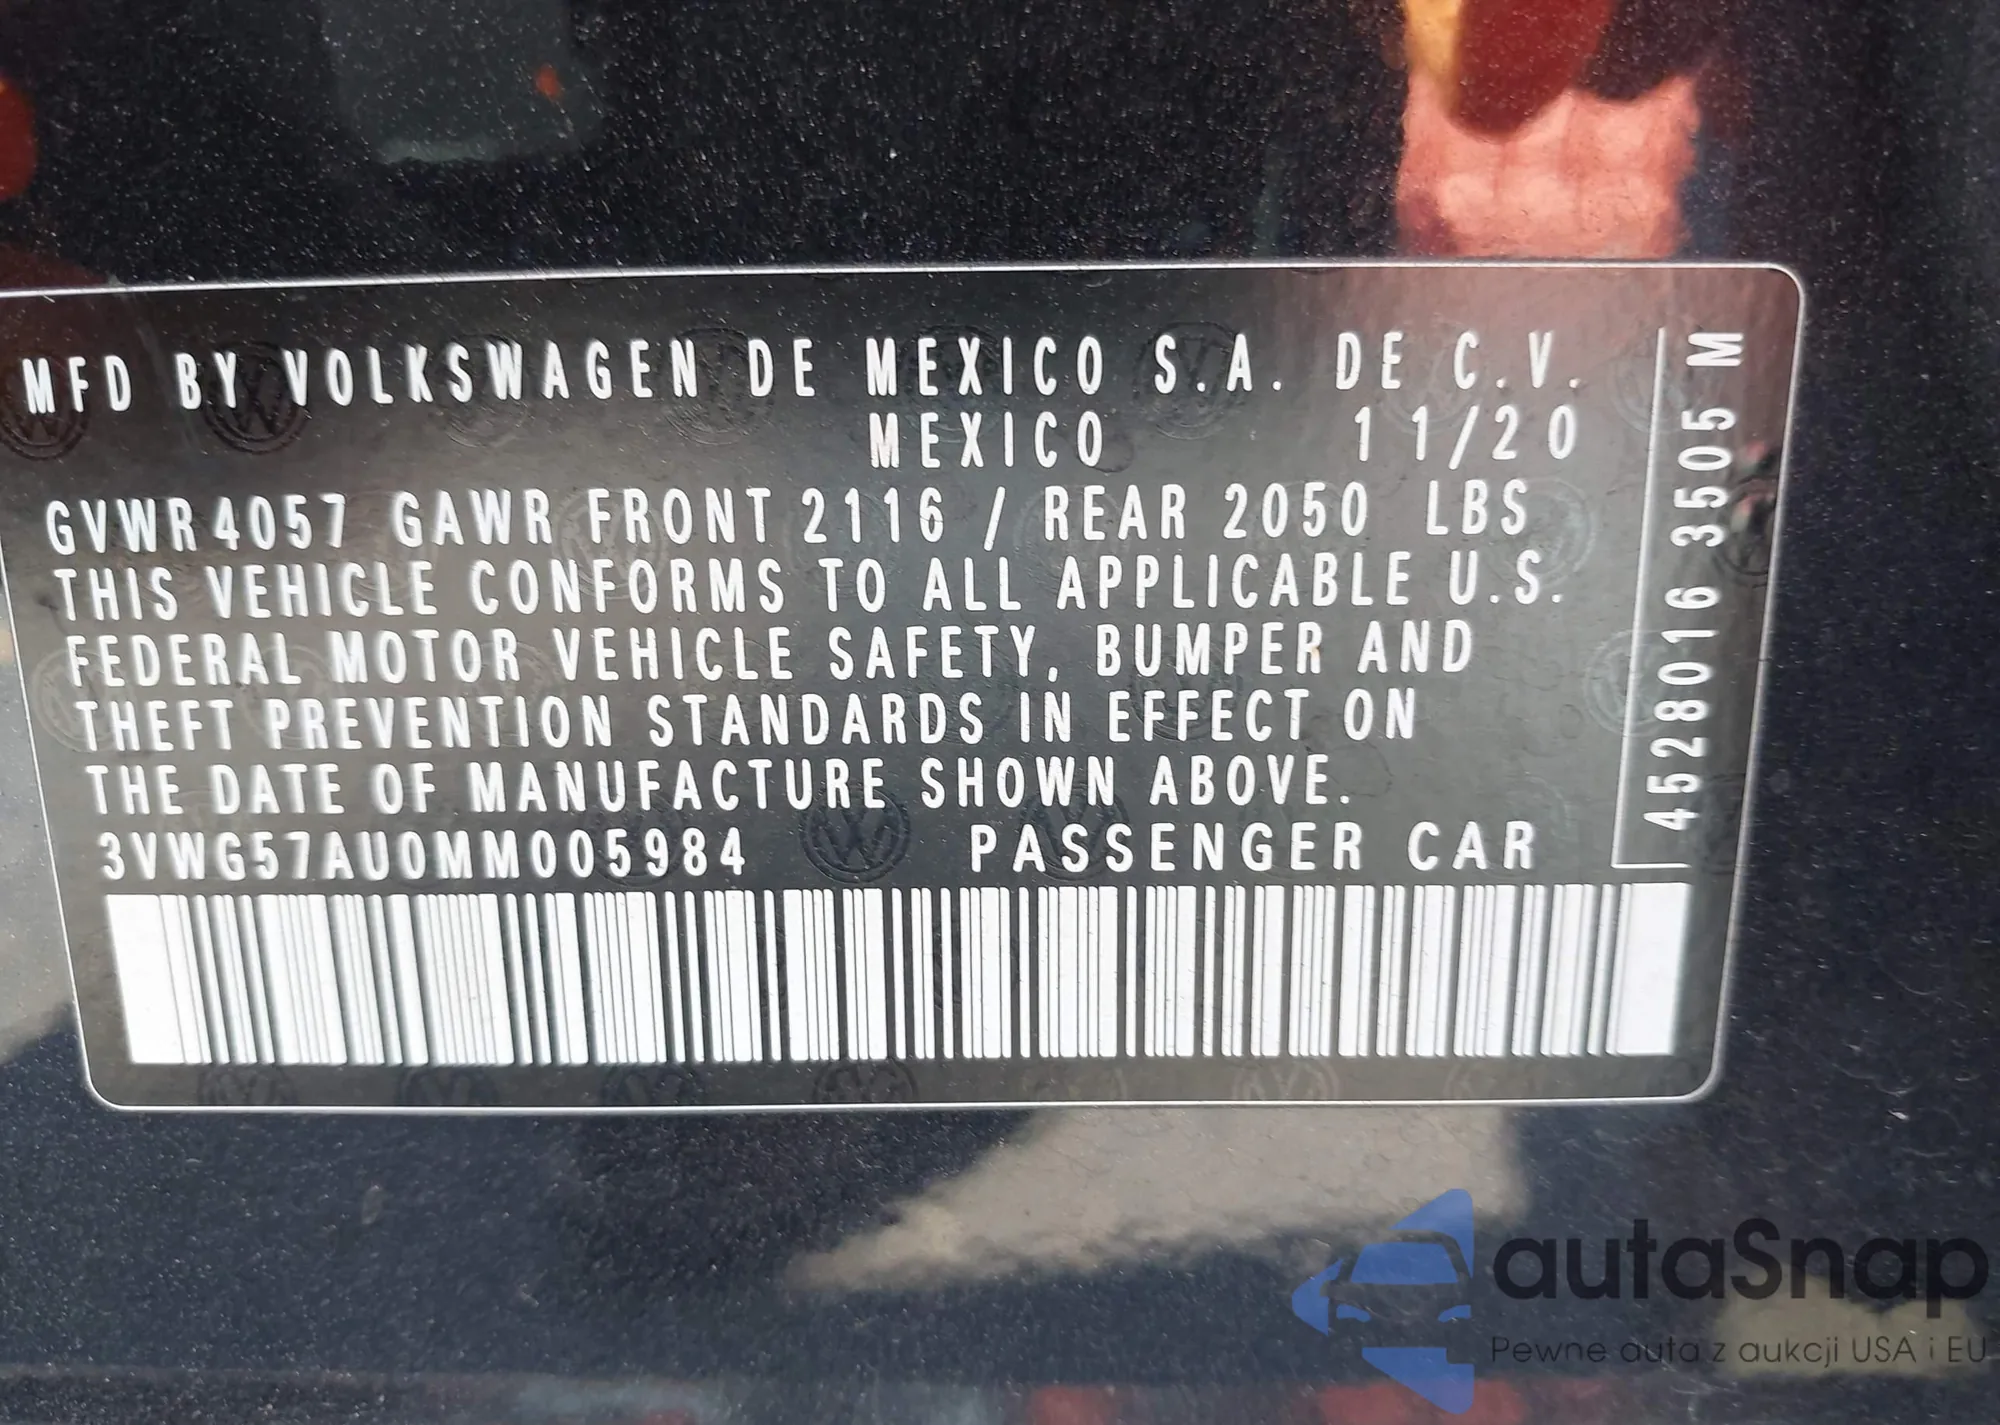 MFD BY VOLKSWAGEN DE MEXICO S.A. DE C.V.
MEXICO 11/20
GVWR 4057 GAWR FRONT 2116 / REAR 2050 LBS
THIS VEHICLE CONFORMS TO ALL APPLICABLE U.S.
FEDERAL MOTOR VEHICLE SAFETY, BUMPER AND
THEFT PREVENTION STANDARDS IN EFFECT ON
THE DATE OF MANUFACTURE SHOWN ABOVE.
3VWG57AU0MM005984 PASSENGER CAR
4528016 3505 M
autaSnap
Pewne auta z aukcji USA i EU